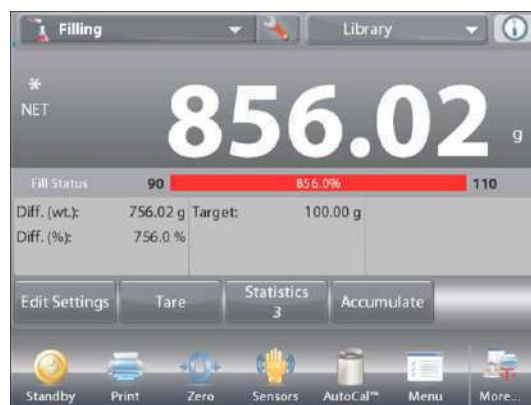 Filling
Library
*
NET
856.02 g
Fill Status 90 856.0% 110
Diff. (wt.): 756.02 g Target: 100.00 g
Diff. (%): 756.0 %
Edit Settings Tare Statistics 3 Accumulate
Standby Print Zero Sensors AutoCal™ Menu More...